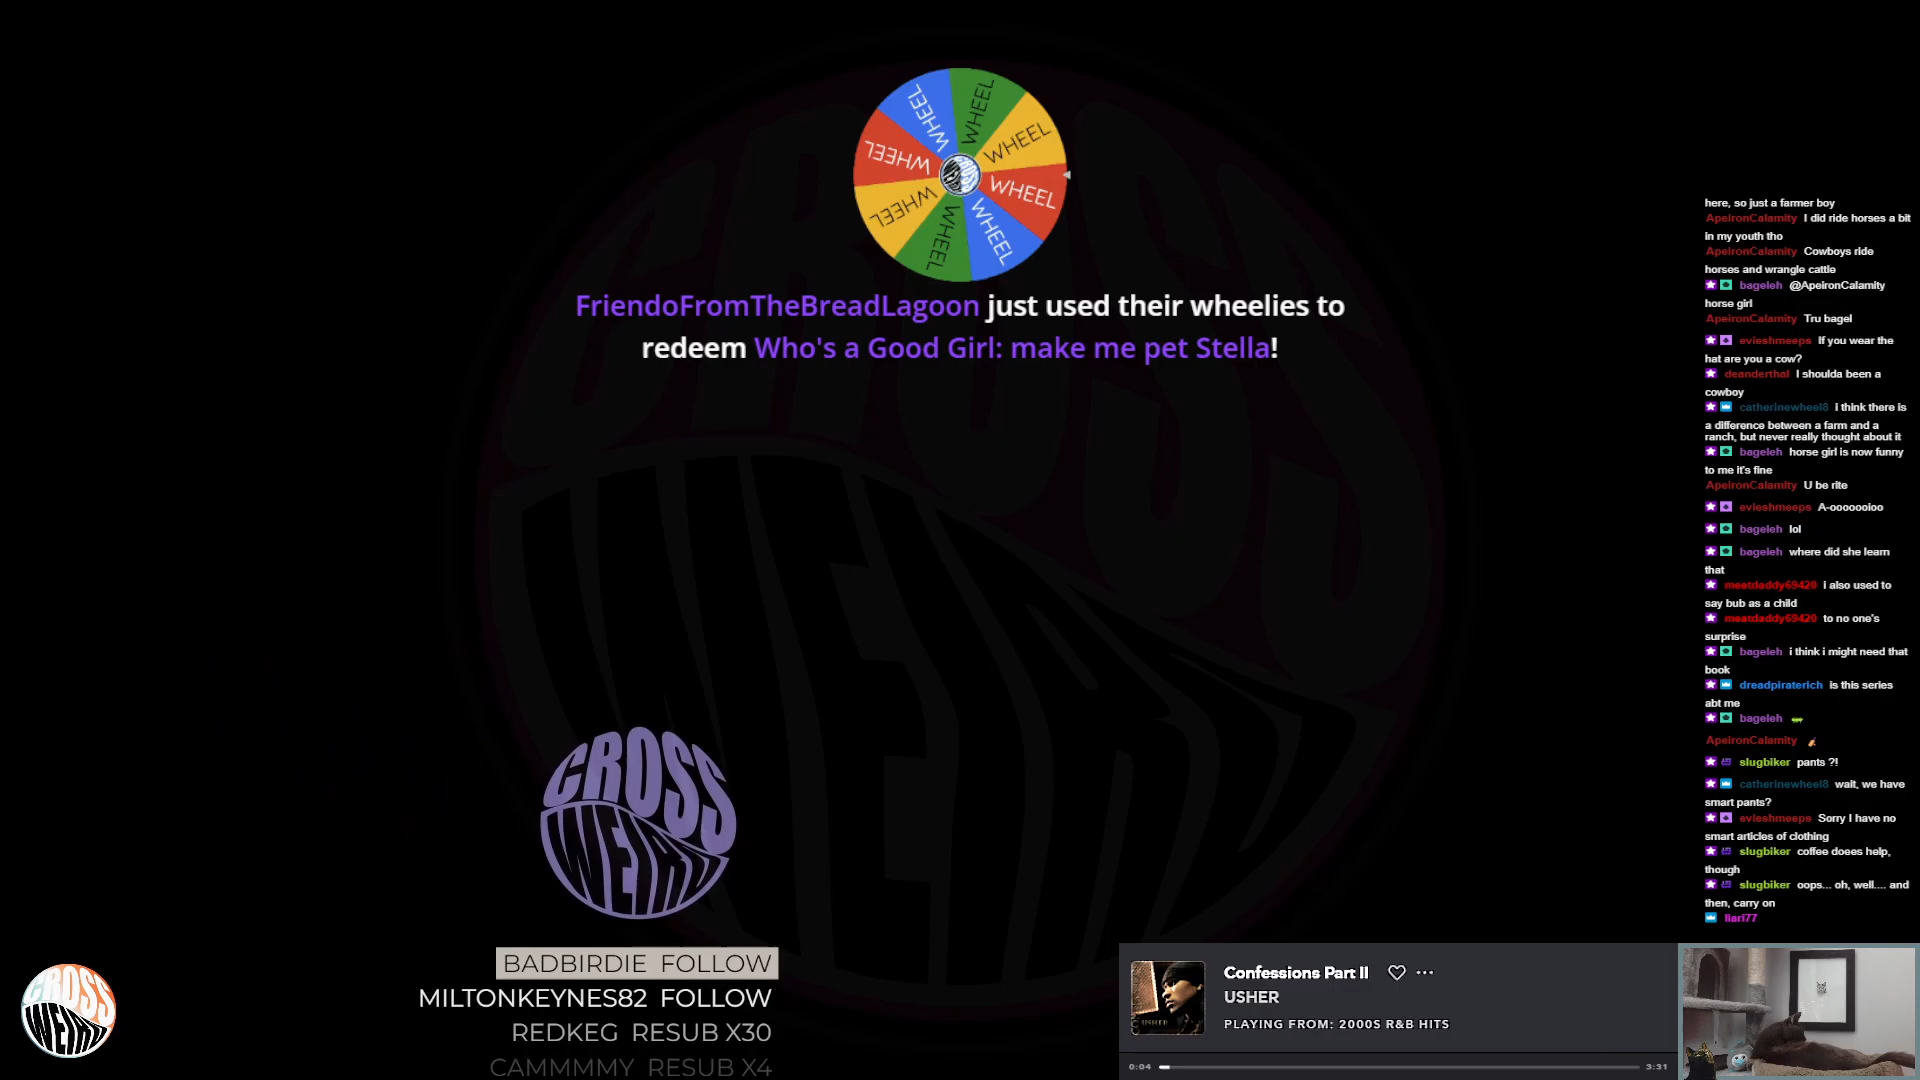 WHEEL
WHEEL
WHEEL
WHEEL
WHEEL
WHEEL
WHEEL
WHEEL
CROSS
FriendoFromTheBreadLagoon just used their wheelies to
redeem Who's a Good Girl: make me pet Stella!
CROSS
WEIRD
CROSS
WEIRD
BADBIRDIE FOLLOW
MILTONKEYNES82 FOLLOW
REDKEG RESUB X30
CAMMMMY RESUB X4
CROSS
WEIRD
here, so just a farmer boy
ApeironCalamity I did ride horses a bit
in my youth tho
ApeironCalamity Cowboys ride
horses and wrangle cattle
bageleh @ApeironCalamity
horse girl
ApeironCalamity Tru bagel
evieshmeeps If you wear the
hat are you a cow?
deanderthal I shoulda been a
cowboy
catherinewheel8 i think there is
a difference between a farm and a
ranch, but never really thought about it
bageleh horse girl is now funny
to me it's fine
ApeironCalamity U be rite
evieshmeeps A-ooooooloo
bageleh lol
bageleh where did she learn
that
meatdaddy69420 i also used to
say bub as a child
meatdaddy69420 to no one's
surprise
bageleh i think i might need that
book
dreadpiraterich is this series
abt me
bageleh
ApeironCalamity
slugbiker pants ?!
catherinewheel8 wait, we have
smart pants?
evieshmeeps Sorry I have no
smart articles of clothing
slugbiker coffee doees help,
though
slugbiker oops... oh, well.... and
then, carry on
liari77
Confessions Part II
USHER
PLAYING FROM: 2000S R&B HITS
USHER
0:04
3:31